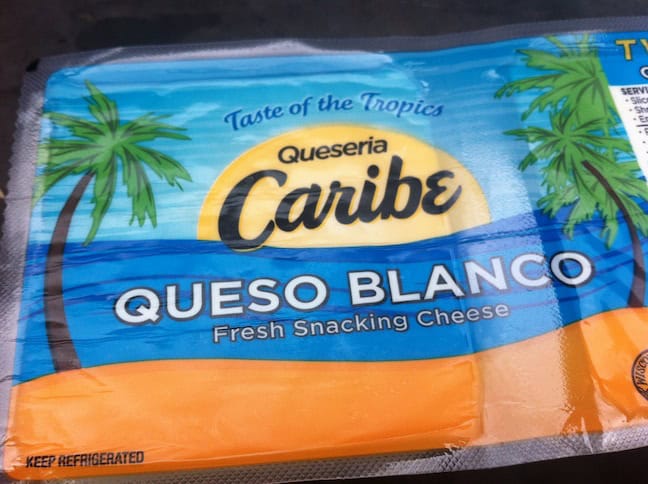 Taste of the Tropics
Queseria
Caribe
QUESO BLANCO
Fresh Snacking Cheese
KEEP REFRIGERATED